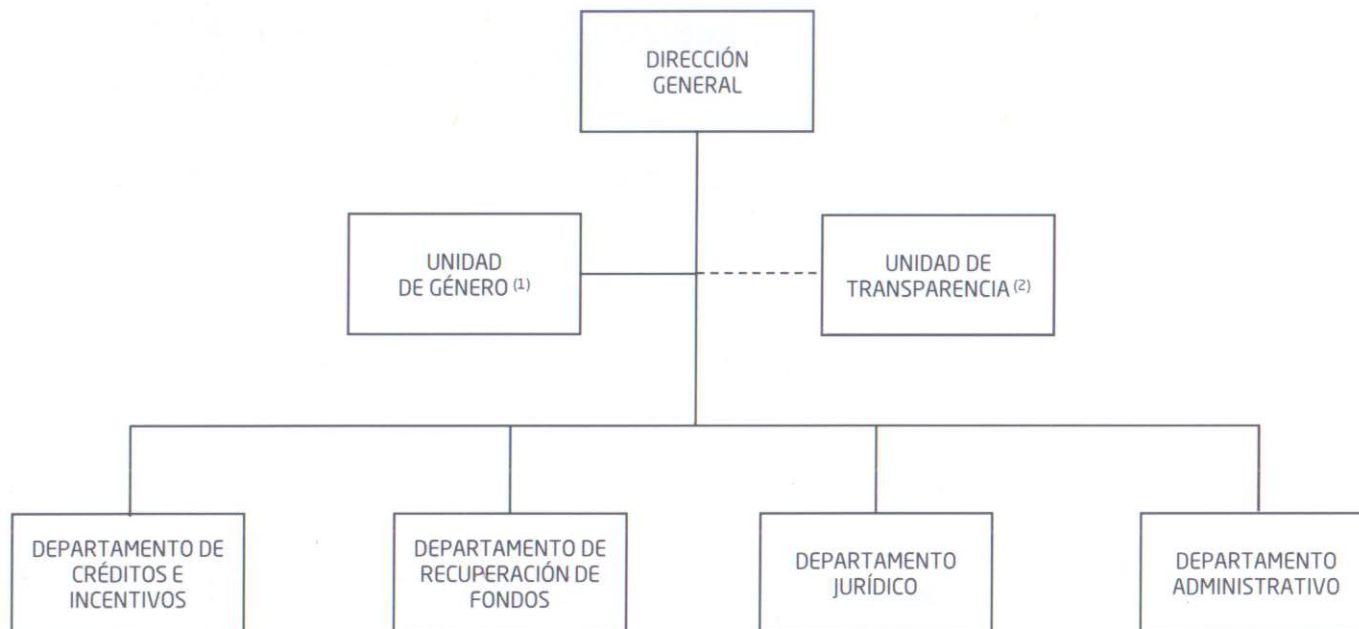 DIRECCIÓN
GENERAL
UNIDAD
DE GÉNERO (1)
UNIDAD DE
TRANSPARENCIA (2)
DEPARTAMENTO DE
CRÉDITOS E
INCENTIVOS
DEPARTAMENTO DE
RECUPERACIÓN DE
FONDOS
DEPARTAMENTO
JURÍDICO
DEPARTAMENTO
ADMINISTRATIVO